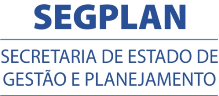 SEGPLAN
SECRETARIA DE ESTADO DE
GESTÃO E PLANEJAMENTO